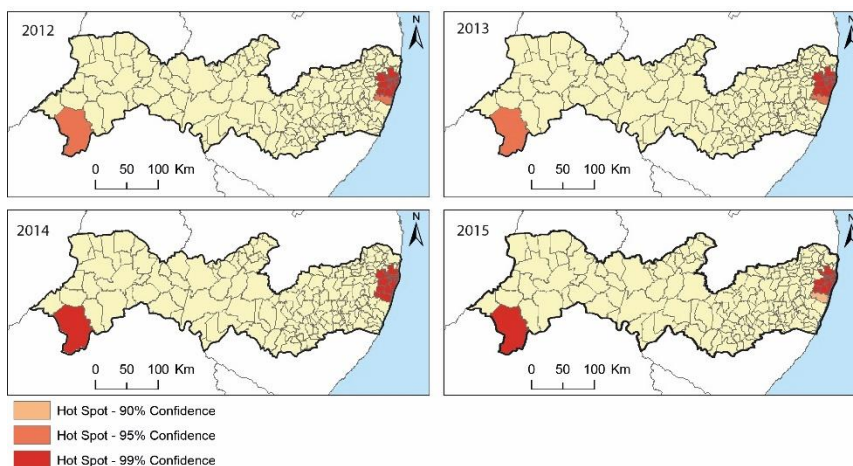 2012
N
0 50 100 Km
2013
N
0 50 100 Km
2014
N
0 50 100 Km
2015
N
0 50 100 Km
Hot Spot - 90% Confidence
Hot Spot - 95% Confidence
Hot Spot - 99% Confidence